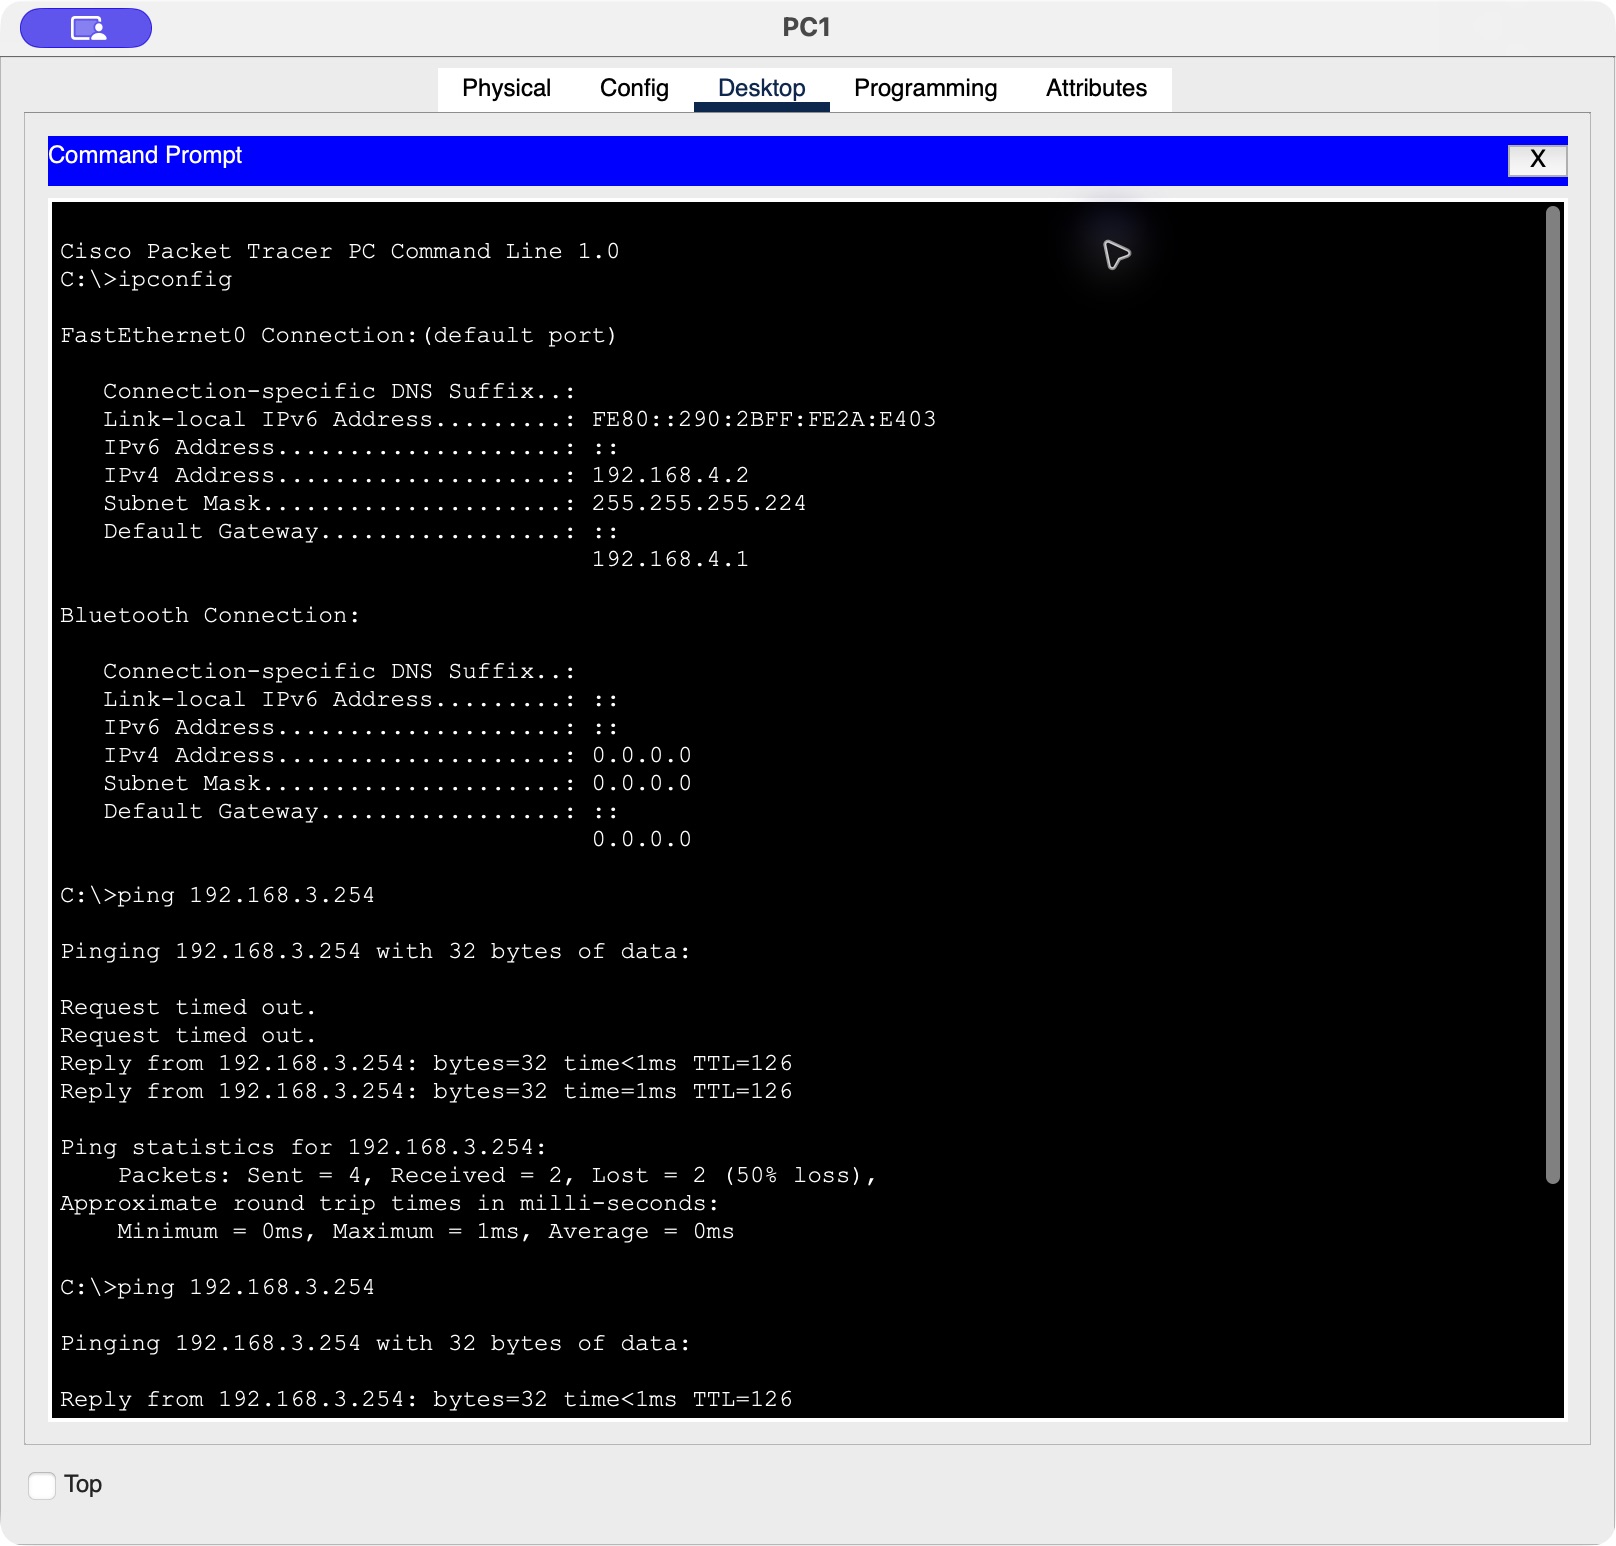 PC1
Physical Config Desktop Programming Attributes
Command Prompt
X
Cisco Packet Tracer PC Command Line 1.0
C:\>ipconfig
FastEthernet0 Connection:(default port)
Connection-specific DNS Suffix..:
Link-local IPv6 Address.........: FE80::290:2BFF:FE2A:E403
IPv6 Address....................: ::
IPv4 Address....................: 192.168.4.2
Subnet Mask.....................: 255.255.255.224
Default Gateway.................: ::
192.168.4.1
Bluetooth Connection:
Connection-specific DNS Suffix..:
Link-local IPv6 Address.........: ::
IPv6 Address....................: ::
IPv4 Address....................: 0.0.0.0
Subnet Mask.....................: 0.0.0.0
Default Gateway.................: ::
0.0.0.0
C:\>ping 192.168.3.254
Pinging 192.168.3.254 with 32 bytes of data:
Request timed out.
Request timed out.
Reply from 192.168.3.254: bytes=32 time<1ms TTL=126
Reply from 192.168.3.254: bytes=32 time=1ms TTL=126
Ping statistics for 192.168.3.254:
Packets: Sent = 4, Received = 2, Lost = 2 (50% loss),
Approximate round trip times in milli-seconds:
Minimum = 0ms, Maximum = 1ms, Average = 0ms
C:\>ping 192.168.3.254
Pinging 192.168.3.254 with 32 bytes of data:
Reply from 192.168.3.254: bytes=32 time<1ms TTL=126
Top